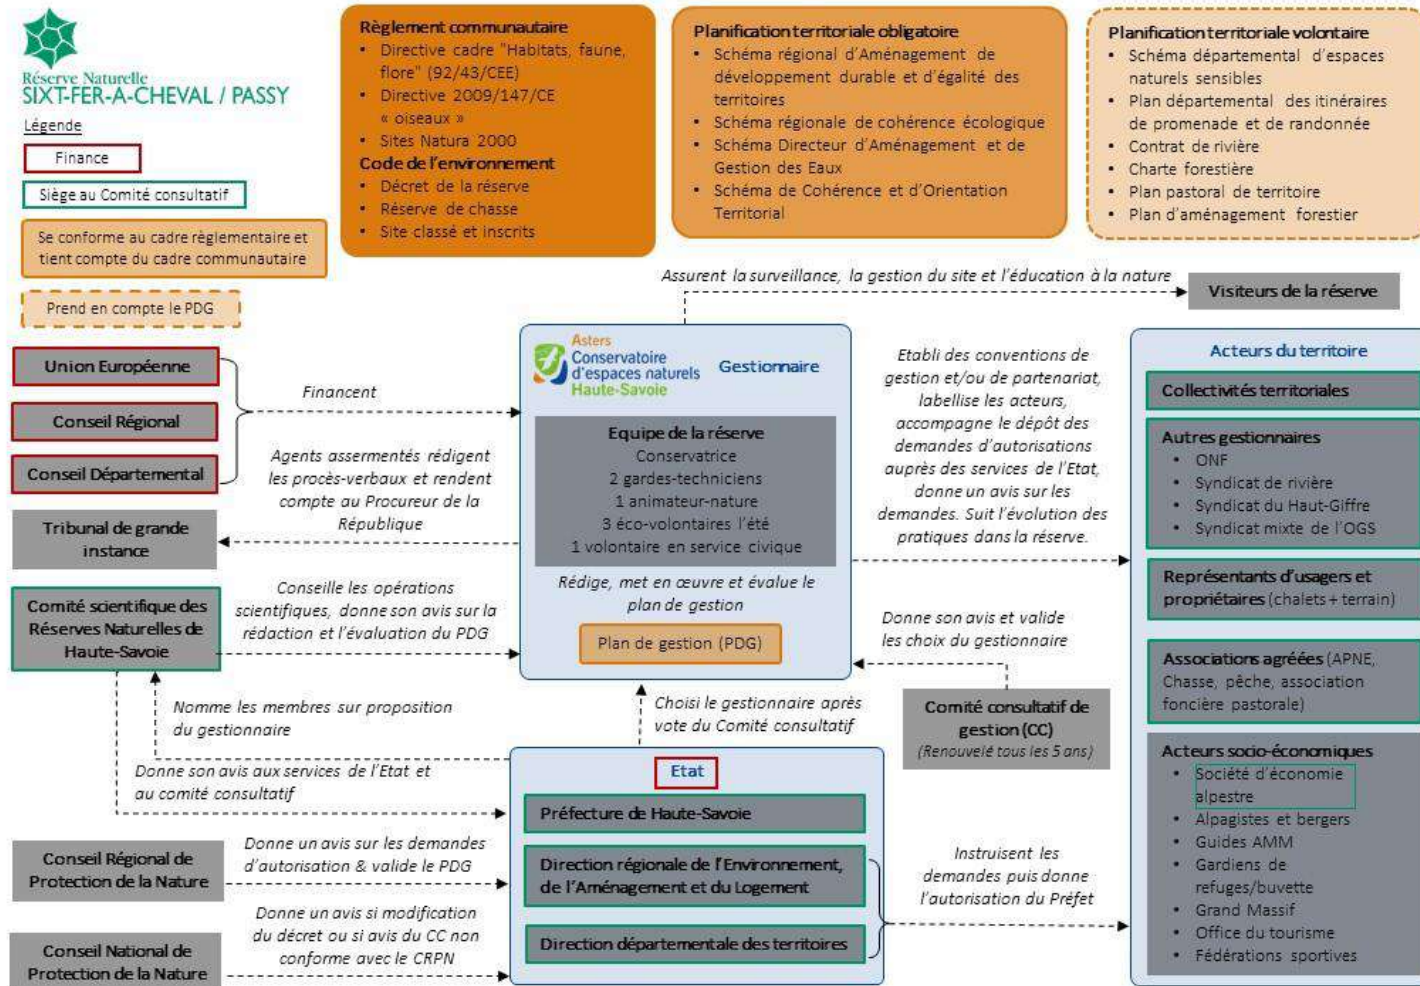 Réserve Naturelle
SIXT-FER-A-CHEVAL / PASSY
Légende
Finance
Siège au Comité consultatif
Se conforme au cadre règlementaire et
tient compte du cadre communautaire
Prend en compte le PDG
Règlement communautaire
• Directive cadre "Habitats, faune,
flore" (92/43/CEE)
• Directive 2009/147/CE
« oiseaux »
• Sites Natura 2000
Code de l'environnement
• Décret de la réserve
• Réserve de chasse
• Site classé et inscrits
Planification territoriale obligatoire
• Schéma régional d'Aménagement de
développement durable et d'égalité des
territoires
• Schéma régionale de cohérence écologique
• Schéma Directeur d'Aménagement et de
Gestion des Eaux
• Schéma de Cohérence et d'Orientation
Territorial
Planification territoriale volontaire
• Schéma départemental d'espaces
naturels sensibles
• Plan départemental des itinéraires
de promenade et de randonnée
• Contrat de rivière
• Charte forestière
• Plan pastoral de territoire
• Plan d'aménagement forestier
Assurent la surveillance, la gestion du site et l'éducation à la nature
Visiteurs de la réserve
Union Européenne
Conseil Régional
Conseil Départemental
Financent
Agents assermentés rédigent
les procès-verbaux et rendent
compte au Procureur de la
République
Tribunal de grande
instance
Comité scientifique des
Réserves Naturelles de
Haute-Savoie
Conseille les opérations
scientifiques, donne son avis sur la
rédaction et l'évaluation du PDG
Nomme les membres sur proposition
du gestionnaire
Donne son avis aux services de l'Etat et
au comité consultatif
Conseil Régional de
Protection de la Nature
Donne un avis sur les demandes
d'autorisation & valide le PDG
Conseil National de
Protection de la Nature
Donne un avis si modification
du décret ou si avis du CC non
conforme avec le CRPN
Asters
Conservatoire
d'espaces naturels
Haute-Savoie
Gestionnaire
Equipe de la réserve
Conservatrice
2 gardes-techniciens
1 animateur-nature
3 éco-volontaires l'été
1 volontaire en service civique
Rédige, met en œuvre et évalue le
plan de gestion
Plan de gestion (PDG)
Choisi le gestionnaire après
vote du Comité consultatif
Etat
Préfecture de Haute-Savoie
Direction régionale de l'Environnement,
de l'Aménagement et du Logement
Direction départementale des territoires
Etabli des conventions de
gestion et/ou de partenariat,
labellise les acteurs,
accompagne le dépôt des
demandes d'autorisations
auprès des services de l'Etat,
donne un avis sur les
demandes. Suit l'évolution des
pratiques dans la réserve.
Donne son avis et valide
les choix du gestionnaire
Comité consultatif de
gestion (CC)
(Renouvelé tous les 5 ans)
Instruisent les
demandes puis donne
l'autorisation du Préfet
Acteurs du territoire
Collectivités territoriales
Autres gestionnaires
• ONF
• Syndicat de rivière
• Syndicat du Haut-Giffre
• Syndicat mixte de l'OGS
Représentants d'usagers et
propriétaires (chalets + terrain)
Associations agréées (APNE,
Chasse, pêche, association
foncière pastorale)
Acteurs socio-économiques
• Société d'économie
alpestre
• Alpagistes et bergers
• Guides AMM
• Gardiens de
refuges/buvette
• Grand Massif
• Office du tourisme
• Fédérations sportives